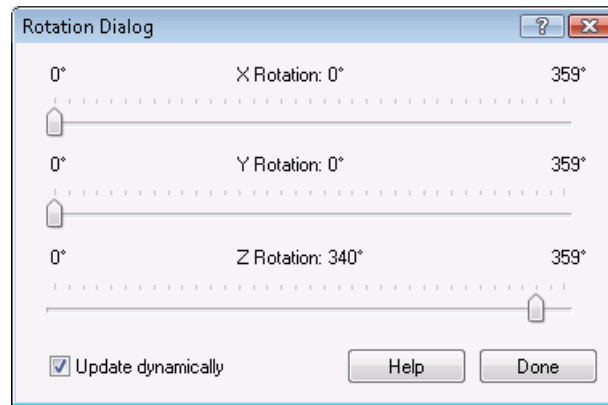 Rotation Dialog
0° X Rotation: 0° 359°
0° Y Rotation: 0° 359°
0° Z Rotation: 340° 359°
Update dynamically Help Done